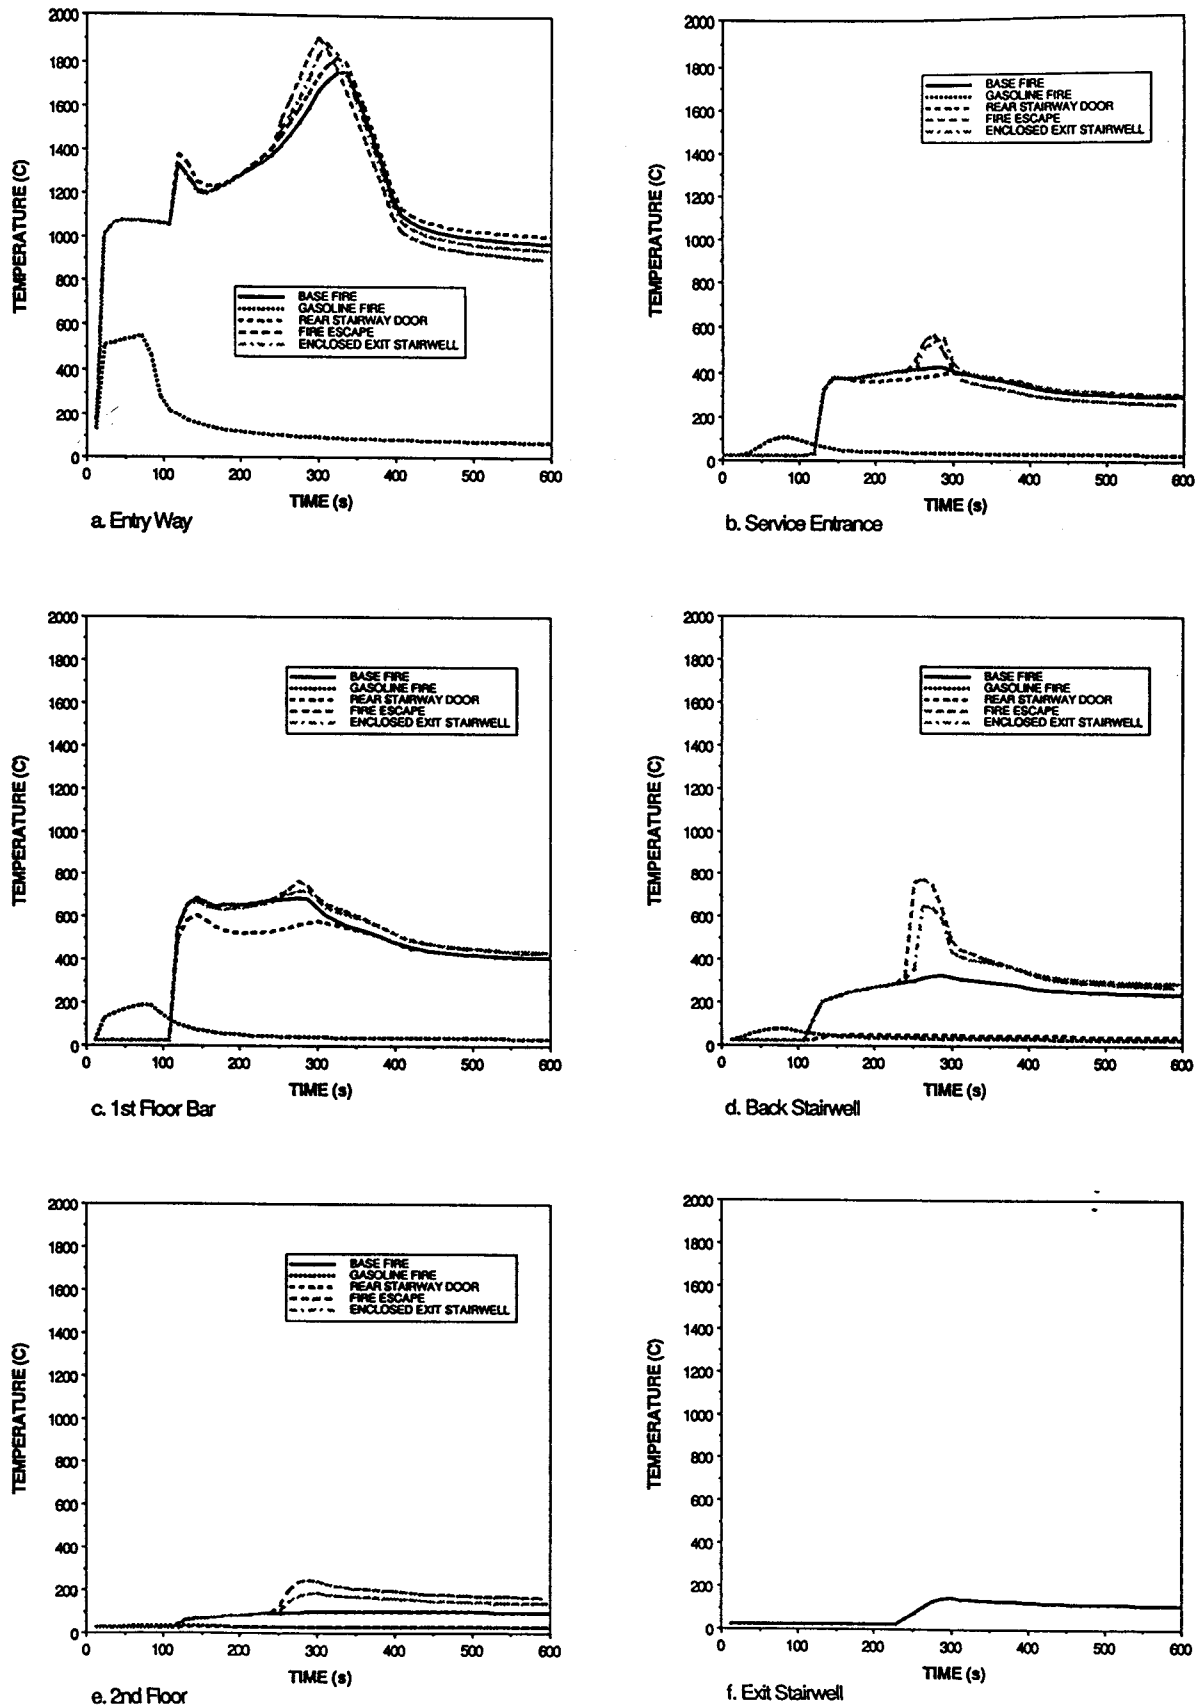 2000
1800
1600
1400
1200
1000
800
600
400
200
0
TEMPERATURE (C)
BASE FIRE
GASOLINE FIRE
REAR STAIRWAY DOOR
FIRE ESCAPE
ENCLOSED EXIT STAIRWELL
0 100 200 300 400 500 600
TIME (s)
a. Entry Way
2000
1800
1600
1400
1200
1000
800
600
400
200
0
TEMPERATURE (C)
BASE FIRE
GASOLINE FIRE
REAR STAIRWAY DOOR
FIRE ESCAPE
ENCLOSED EXIT STAIRWELL
0 100 200 300 400 500 600
TIME (s)
b. Service Entrance
2000
1800
1600
1400
1200
1000
800
600
400
200
0
TEMPERATURE (C)
BASE FIRE
GASOLINE FIRE
REAR STAIRWAY DOOR
FIRE ESCAPE
ENCLOSED EXIT STAIRWELL
0 100 200 300 400 500 600
TIME (s)
c. 1st Floor Bar
2000
1800
1600
1400
1200
1000
800
600
400
200
0
TEMPERATURE (C)
BASE FIRE
GASOLINE FIRE
REAR STAIRWAY DOOR
FIRE ESCAPE
ENCLOSED EXIT STAIRWELL
0 100 200 300 400 500 600
TIME (s)
d. Back Stairwell
2000
1800
1600
1400
1200
1000
800
600
400
200
0
TEMPERATURE (C)
BASE FIRE
GASOLINE FIRE
REAR STAIRWAY DOOR
FIRE ESCAPE
ENCLOSED EXIT STAIRWELL
0 100 200 300 400 500 600
TIME (s)
e. 2nd Floor
2000
1800
1600
1400
1200
1000
800
600
400
200
0
TEMPERATURE (C)
0 100 200 300 400 500 600
TIME (s)
f. Exit Stairwell